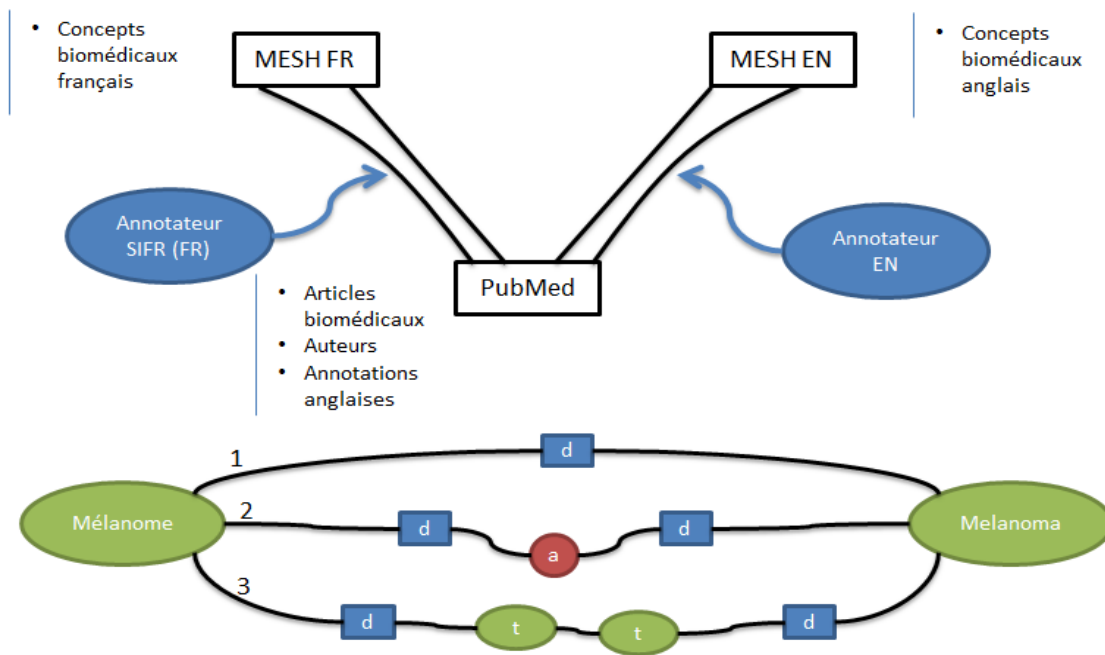 • Concepts
biomédicaux
français
MESH FR
MESH EN
• Concepts
biomédicaux
anglais
Annotateur
SIFR (FR)
Annotateur
EN
PubMed
• Articles
biomédicaux
• Auteurs
• Annotations
anglaises
1
d
Mélanome
2
d
a
d
Melanoma
3
d
t
t
d